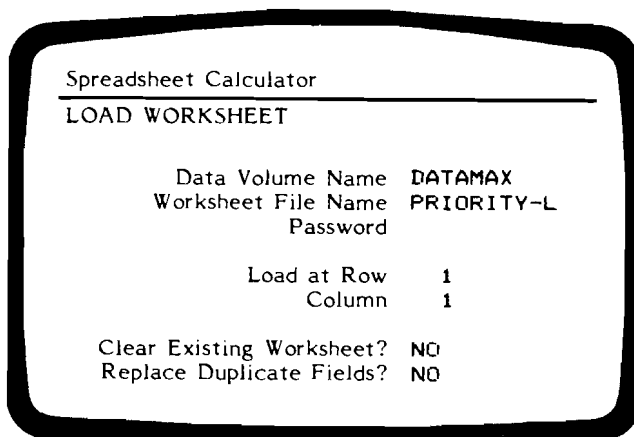 Spreadsheet Calculator
LOAD WORKSHEET
Data Volume Name DATAMAX
Worksheet File Name PRIORITY-L
Password
Load at Row 1
Column 1
Clear Existing Worksheet? NO
Replace Duplicate Fields? NO